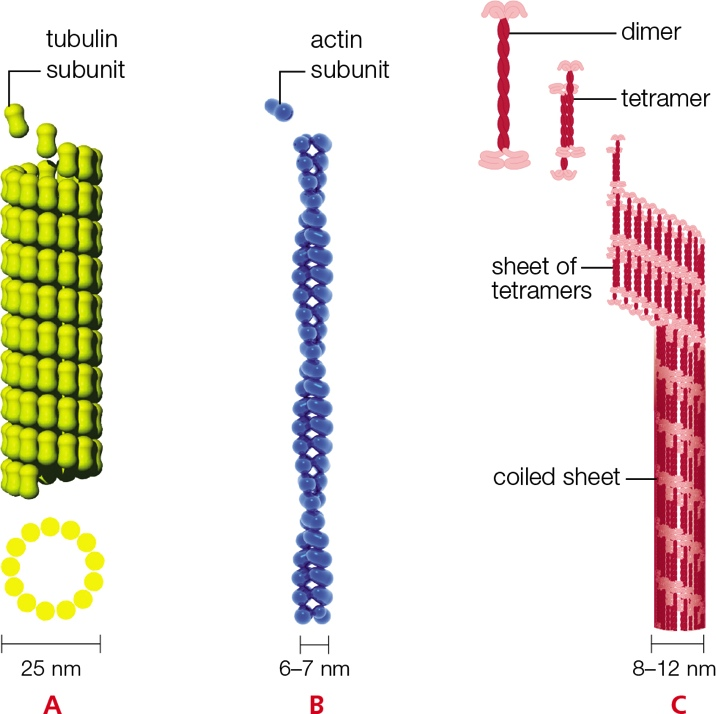 tubulin
subunit
actin
subunit
dimer
tetramer
sheet of
tetramers
coiled sheet
25 nm
6–7 nm
8–12 nm
A
B
C